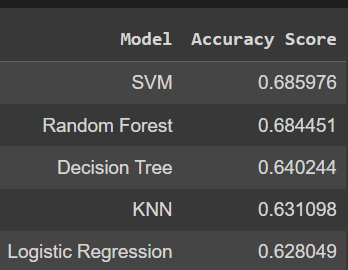 Model Accuracy Score
SVM 0.685976
Random Forest 0.684451
Decision Tree 0.640244
KNN 0.631098
Logistic Regression 0.628049